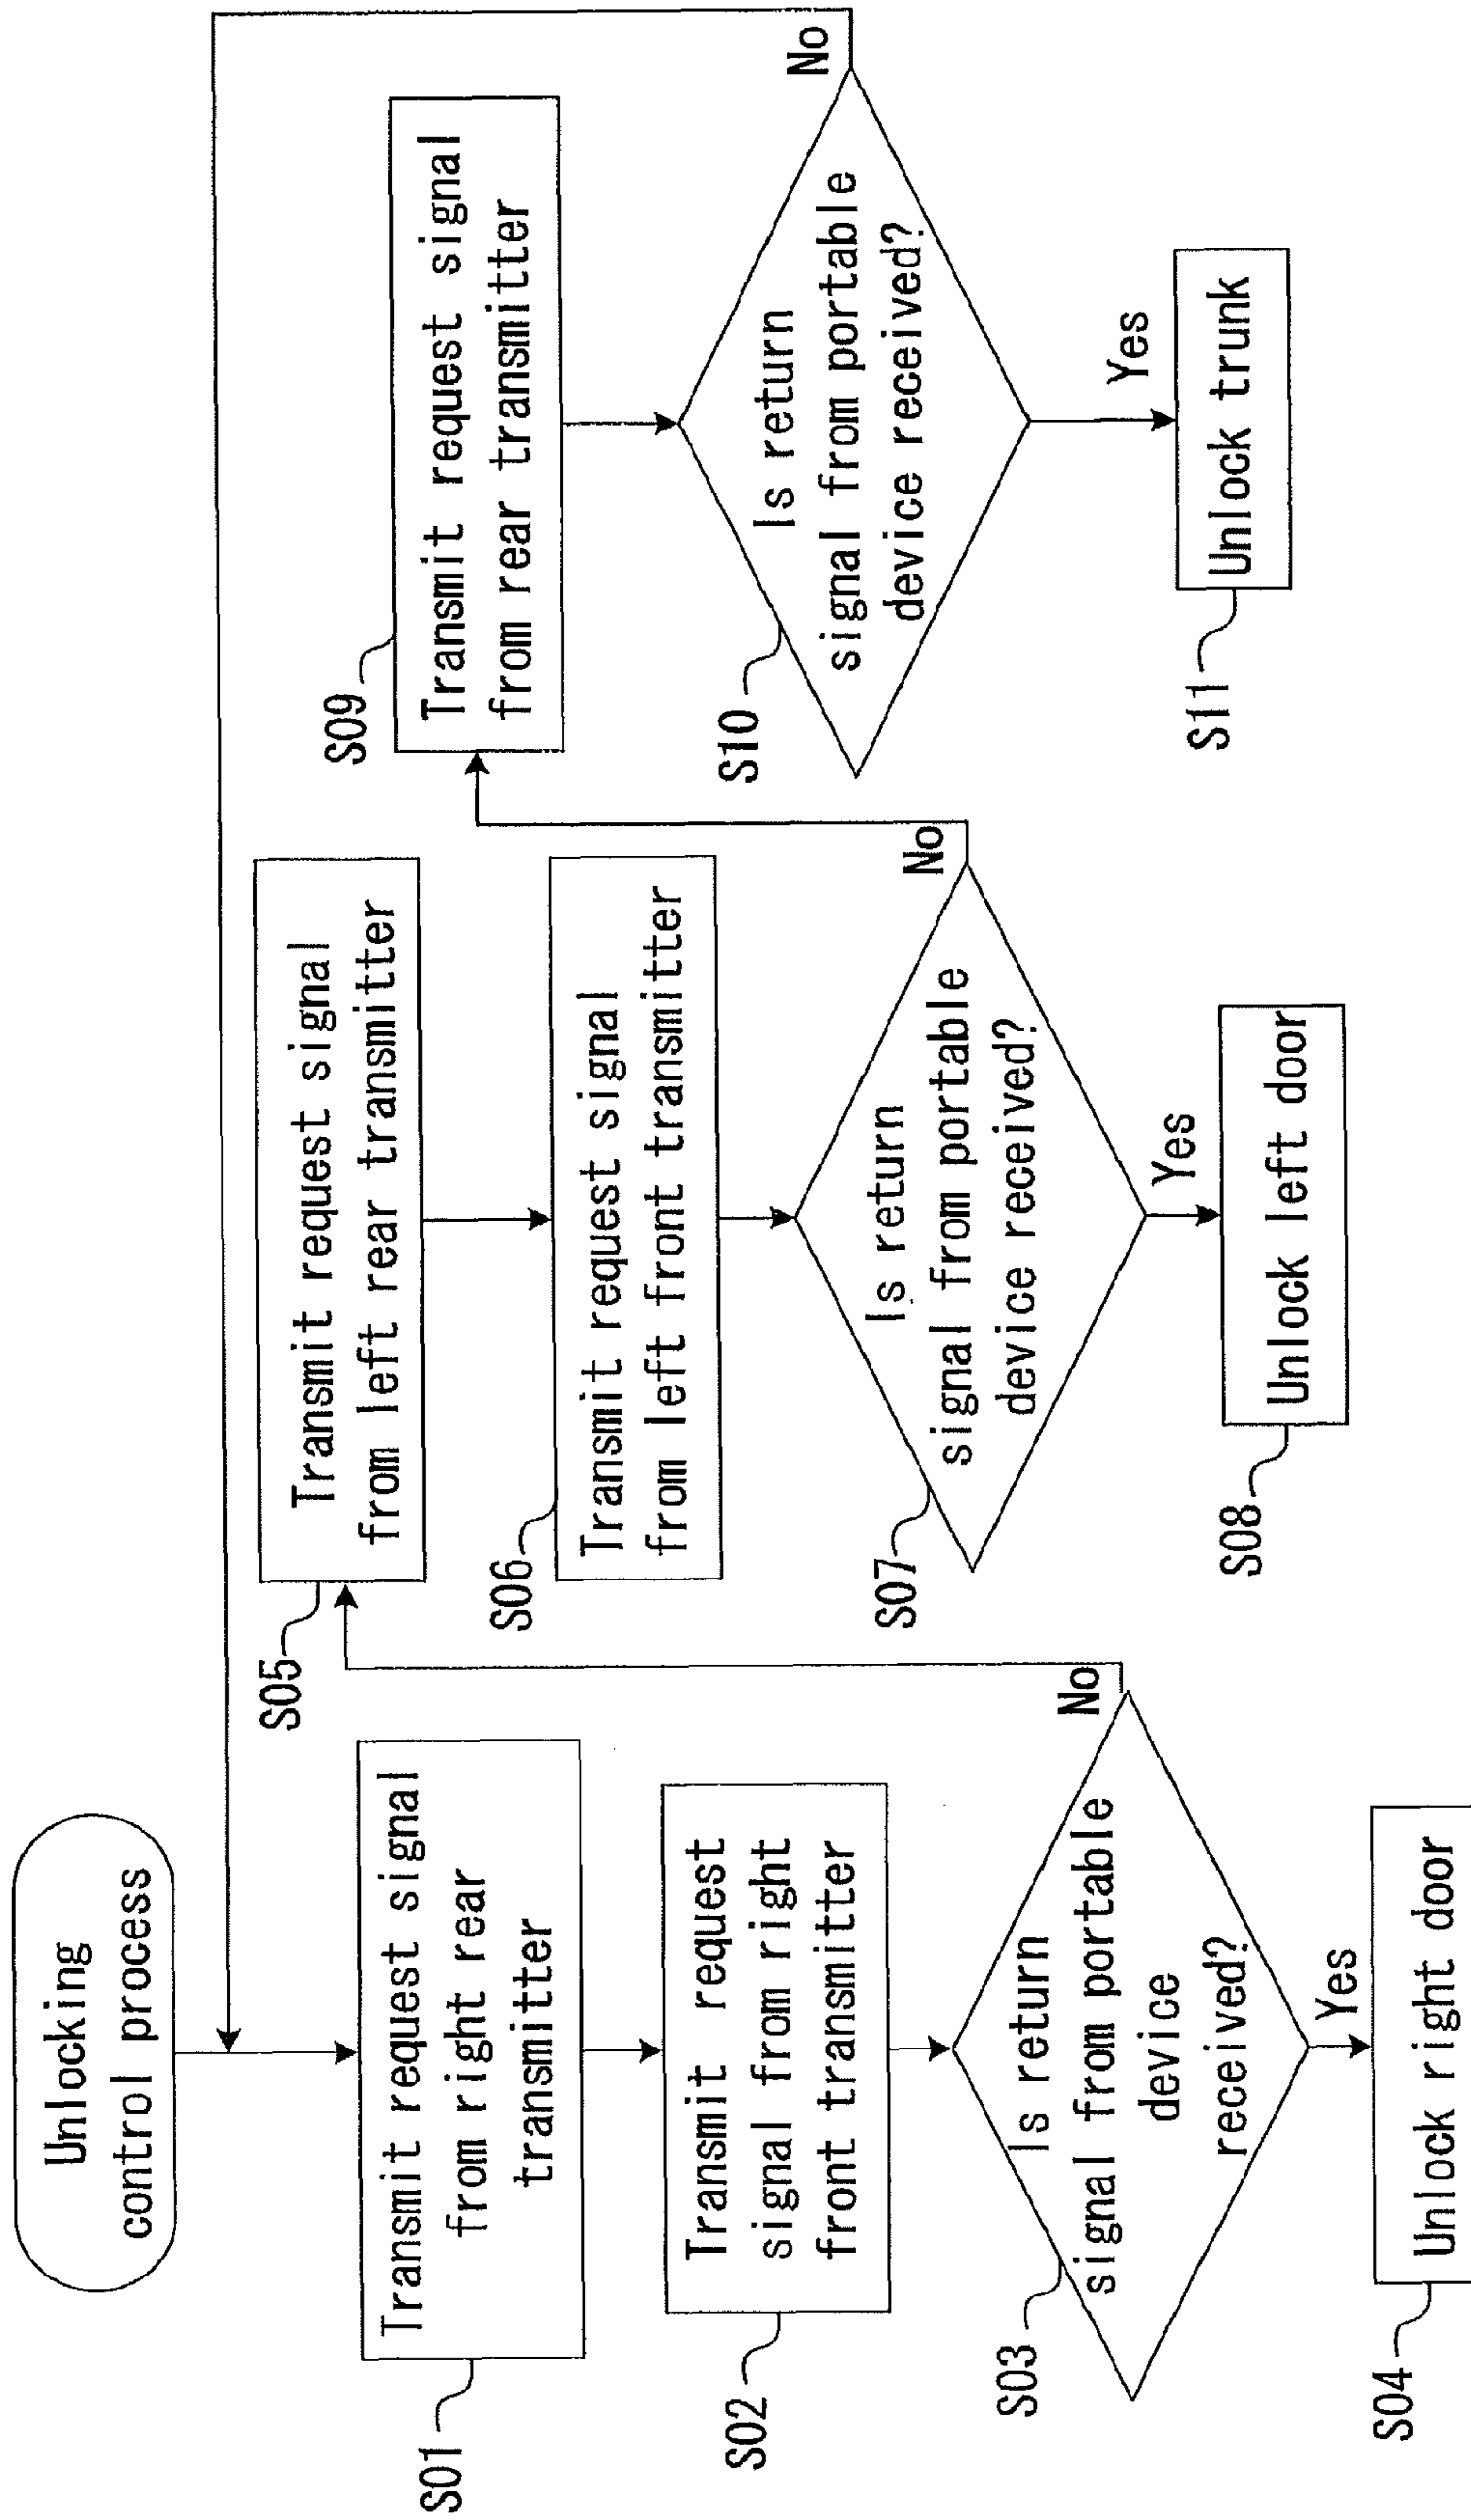 Unlocking
control process
S01
Transmit request signal
from right rear
transmitter
S02
Transmit request
signal from right
front transmitter
S03
Is return
signal from portable
device
received?
No
Yes
S04
Unlock right door
S05
Transmit request signal
from left rear transmitter
S06
Transmit request signal
from left front transmitter
S07
Is return
signal from portable
device received?
No
Yes
S08
Unlock left door
S09
Transmit request signal
from rear transmitter
S10
Is return
signal from portable
device received?
No
Yes
S11
Unlock trunk